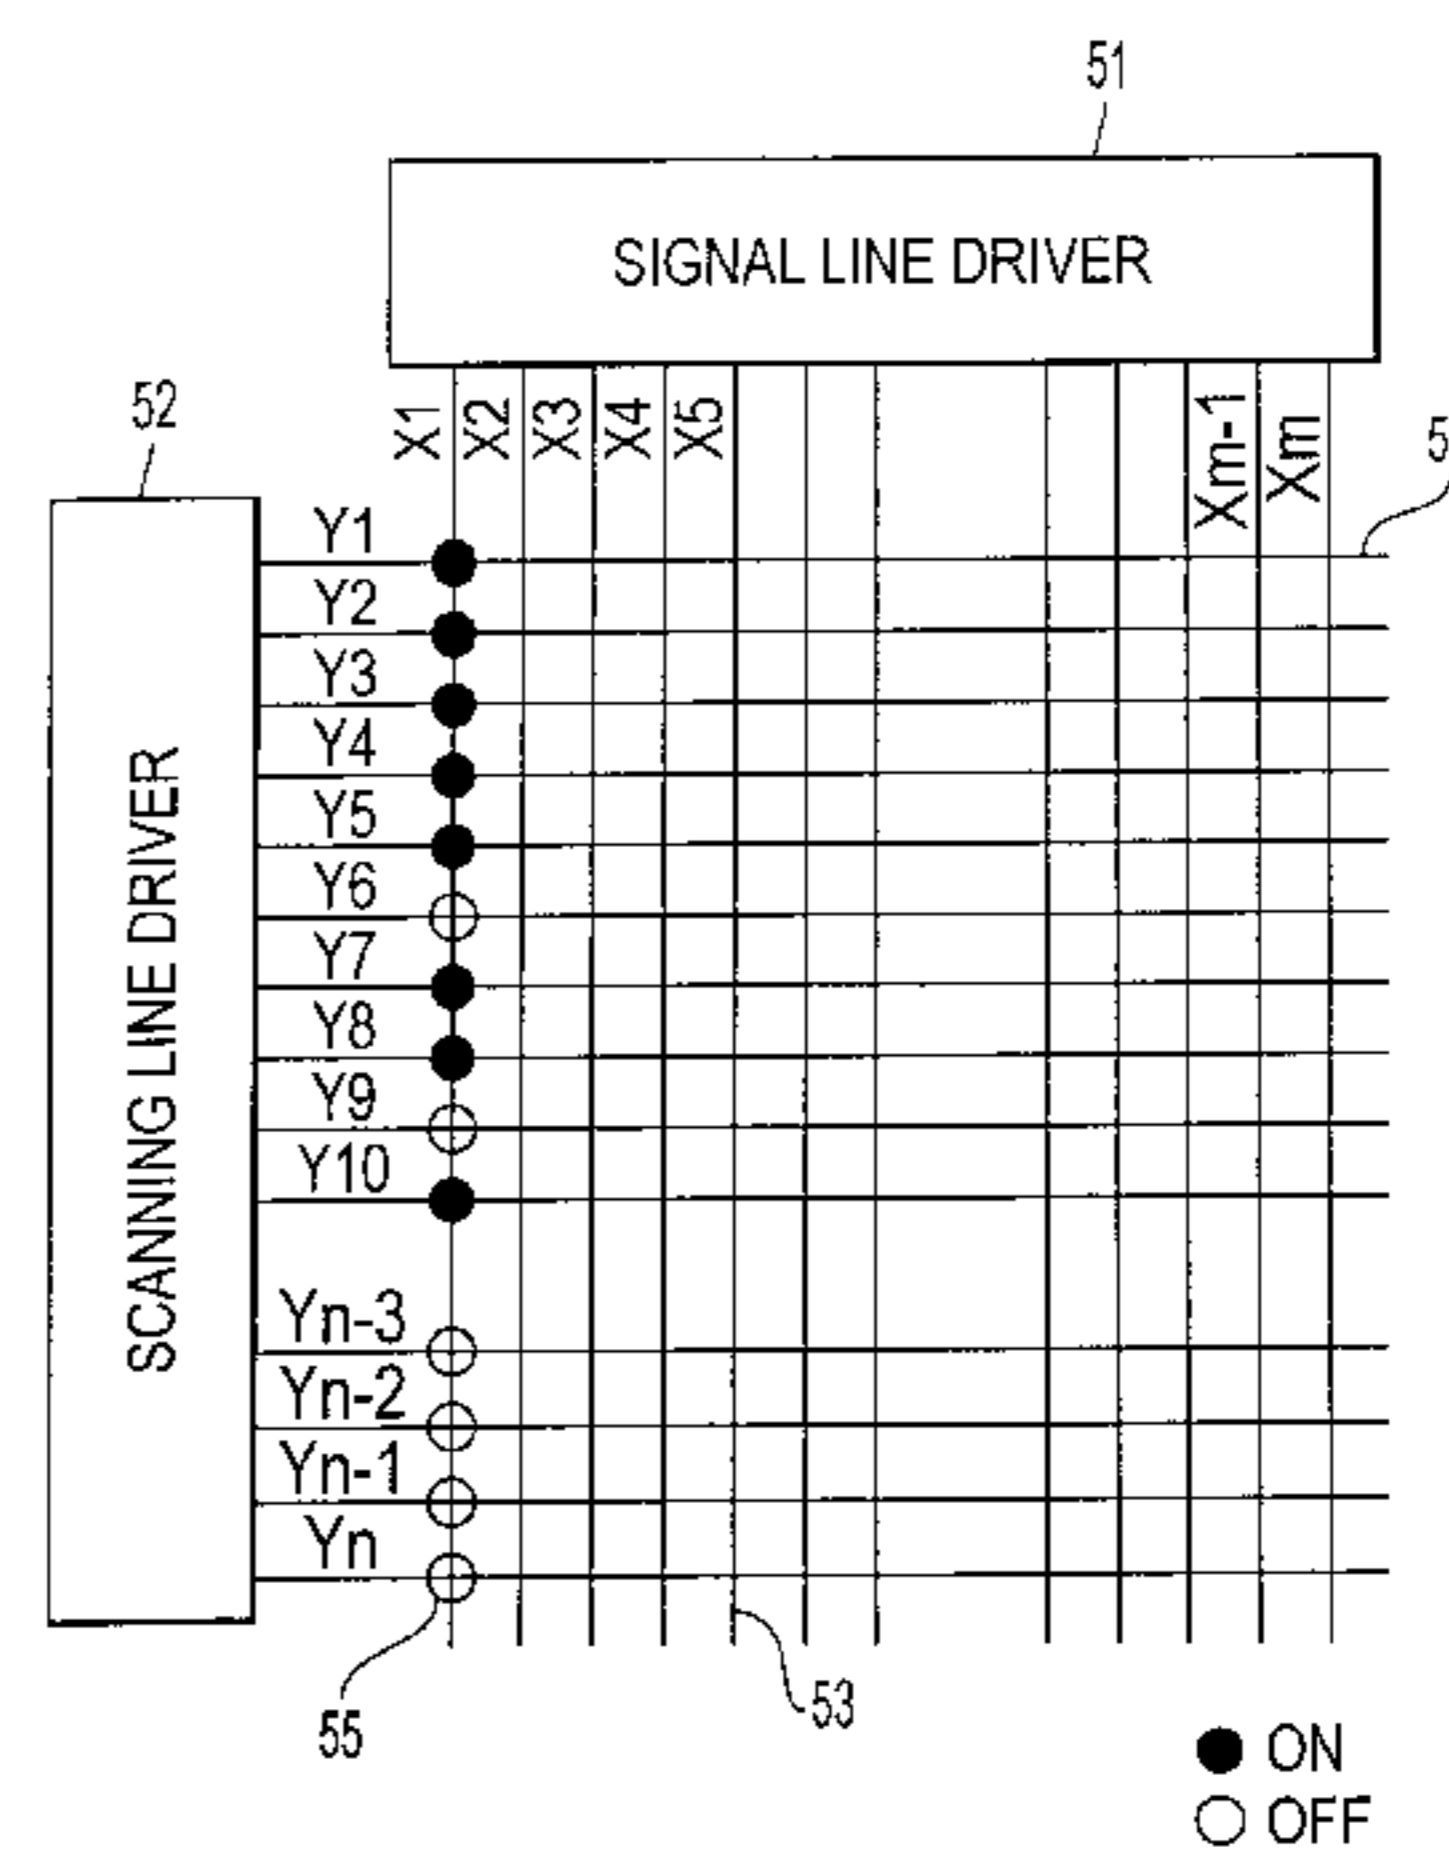 51
SIGNAL LINE DRIVER
52
X1
X2
X3
X4
X5
Xm-1
Xm
5
SCANNING LINE DRIVER
Y1
Y2
Y3
Y4
Y5
Y6
Y7
Y8
Y9
Y10
Yn-3
Yn-2
Yn-1
Yn
55
53
ON
OFF